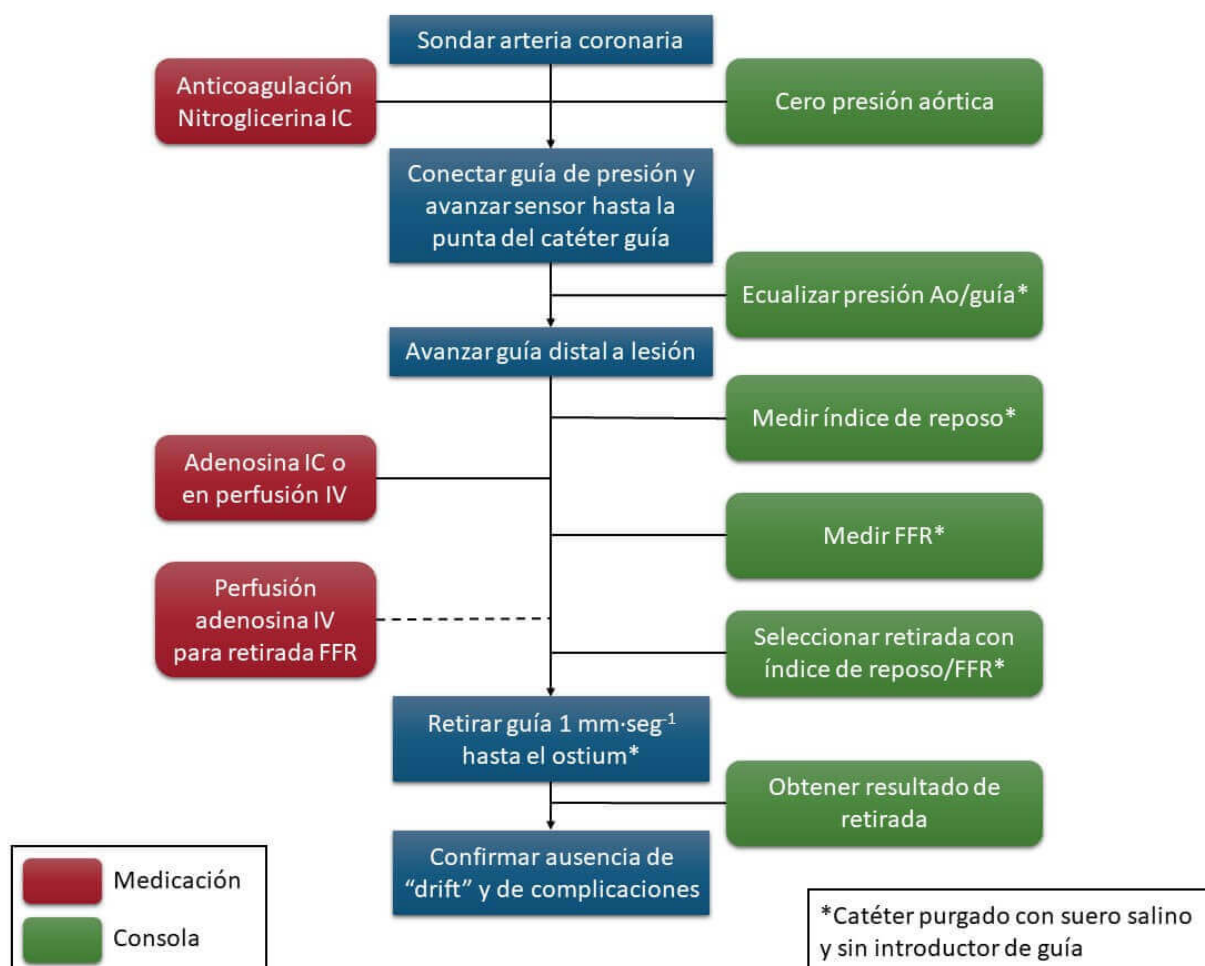 Sondar arteria coronaria
Anticoagulación
Nitroglicerina IC
Cero presión aórtica
Conectar guía de presión y
avanzar sensor hasta la
punta del catéter guía
Ecualizar presión Ao/guía*
Avanzar guía distal a lesión
Medir índice de reposo*
Adenosina IC o
en perfusión IV
Medir FFR*
Perfusión
adenosina IV
para retirada FFR
Seleccionar retirada con
índice de reposo/FFR*
Retirar guía 1 mm·seg⁻¹
hasta el ostium*
Obtener resultado de
retirada
Confirmar ausencia de
“drift” y de complicaciones
Medicación
Consola
*Catéter purgado con suero salino
y sin introductor de guía